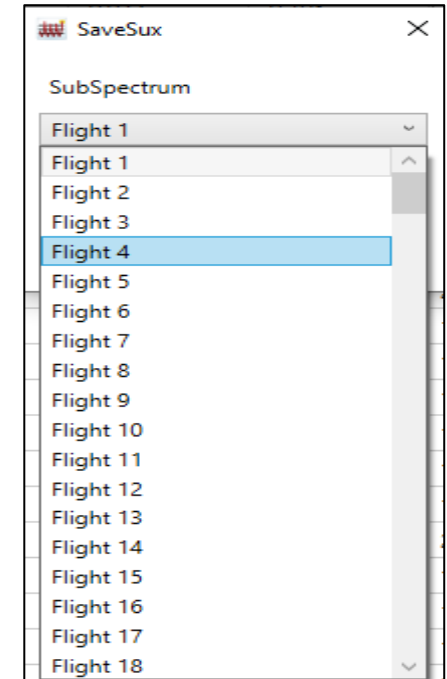 SaveSux
SubSpectrum
Flight 1
Flight 1
Flight 2
Flight 3
Flight 4
Flight 5
Flight 6
Flight 7
Flight 8
Flight 9
Flight 10
Flight 11
Flight 12
Flight 13
Flight 14
Flight 15
Flight 16
Flight 17
Flight 18